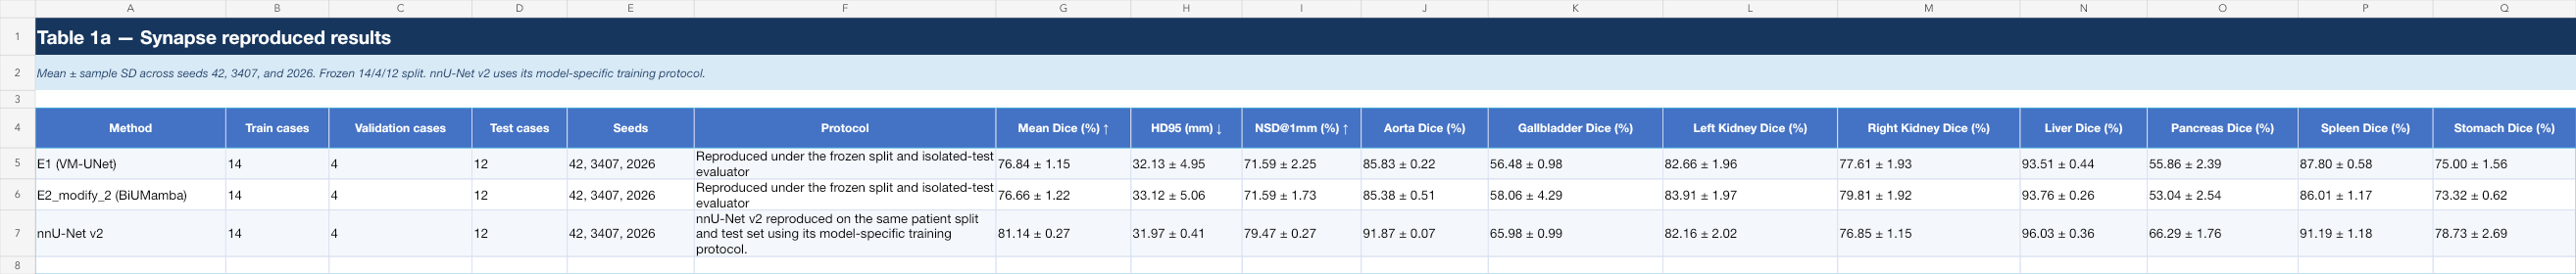 A B C D E F G H I J K L M N O P Q
1 Table 1a — Synapse reproduced results
2 Mean ± sample SD across seeds 42, 3407, and 2026. Frozen 14/4/12 split. nnU-Net v2 uses its model-specific training protocol.
3
4 Method Train cases Validation cases Test cases Seeds Protocol Mean Dice (%) ↑ HD95 (mm) ↓ NSD@1mm (%) ↑ Aorta Dice (%) Gallbladder Dice (%) Left Kidney Dice (%) Right Kidney Dice (%) Liver Dice (%) Pancreas Dice (%) Spleen Dice (%) Stomach Dice (%)
5 E1 (VM-UNet) 14 4 12 42, 3407, 2026 Reproduced under the frozen split and isolated-test evaluator 76.84 ± 1.15 32.13 ± 4.95 71.59 ± 2.25 85.83 ± 0.22 56.48 ± 0.98 82.66 ± 1.96 77.61 ± 1.93 93.51 ± 0.44 55.86 ± 2.39 87.80 ± 0.58 75.00 ± 1.56
6 E2_modify_2 (BiUMamba) 14 4 12 42, 3407, 2026 Reproduced under the frozen split and isolated-test evaluator 76.66 ± 1.22 33.12 ± 5.06 71.59 ± 1.73 85.38 ± 0.51 58.06 ± 4.29 83.91 ± 1.97 79.81 ± 1.92 93.76 ± 0.26 53.04 ± 2.54 86.01 ± 1.17 73.32 ± 0.62
7 nnU-Net v2 14 4 12 42, 3407, 2026 nnU-Net v2 reproduced on the same patient split and test set using its model-specific training protocol. 81.14 ± 0.27 31.97 ± 0.41 79.47 ± 0.27 91.87 ± 0.07 65.98 ± 0.99 82.16 ± 2.02 76.85 ± 1.15 96.03 ± 0.36 66.29 ± 1.76 91.19 ± 1.18 78.73 ± 2.69
8